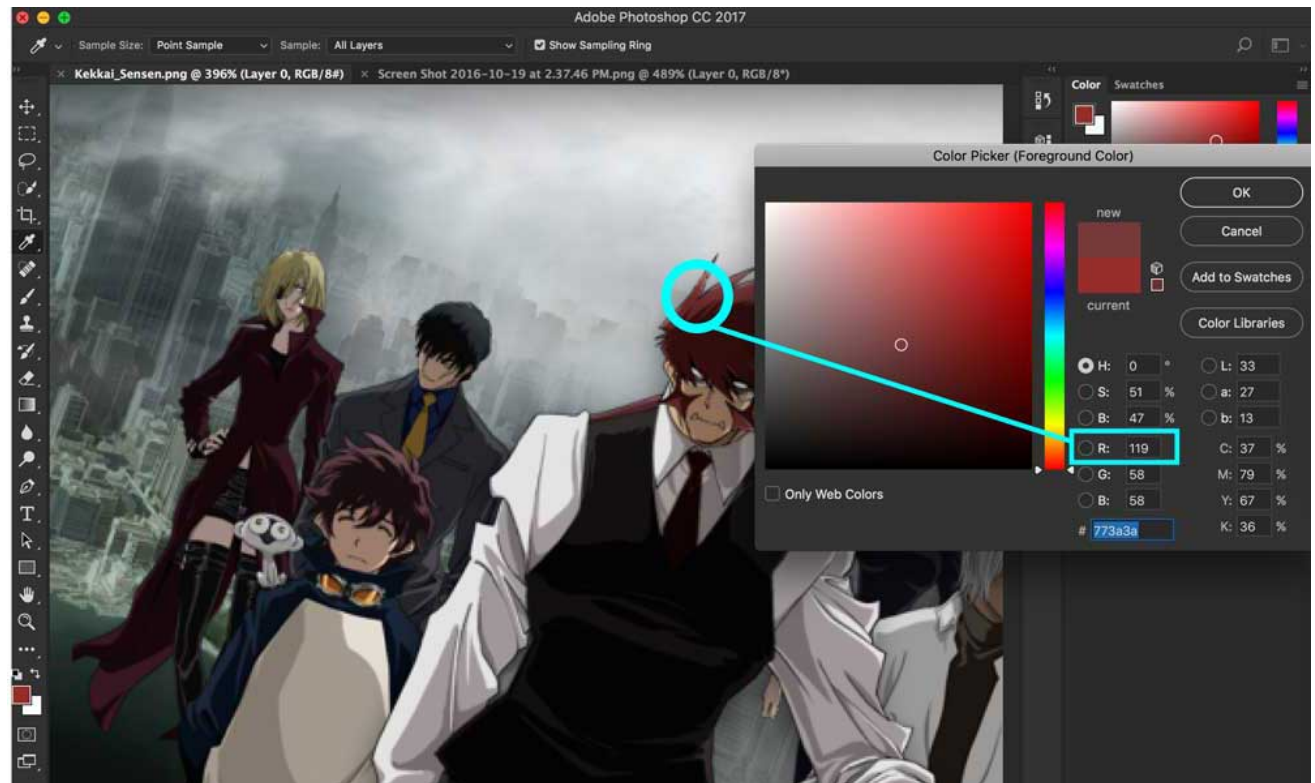 Adobe Photoshop CC 2017
Sample Size: Point Sample Sample: All Layers Show Sampling Ring
× Kekkai_Sensen.png @ 396% (Layer 0, RGB/8#) × Screen Shot 2016-10-19 at 2.37.46 PM.png @ 489% (Layer 0, RGB/8*)
Color Swatches
Color Picker (Foreground Color)
new
current
OK
Cancel
Add to Swatches
Color Libraries
H: 0 ° L: 33
S: 51 % a: 27
B: 47 % b: 13
R: 119 C: 37 %
G: 58 M: 79 %
B: 58 Y: 67 %
# 773a3a K: 36 %
Only Web Colors